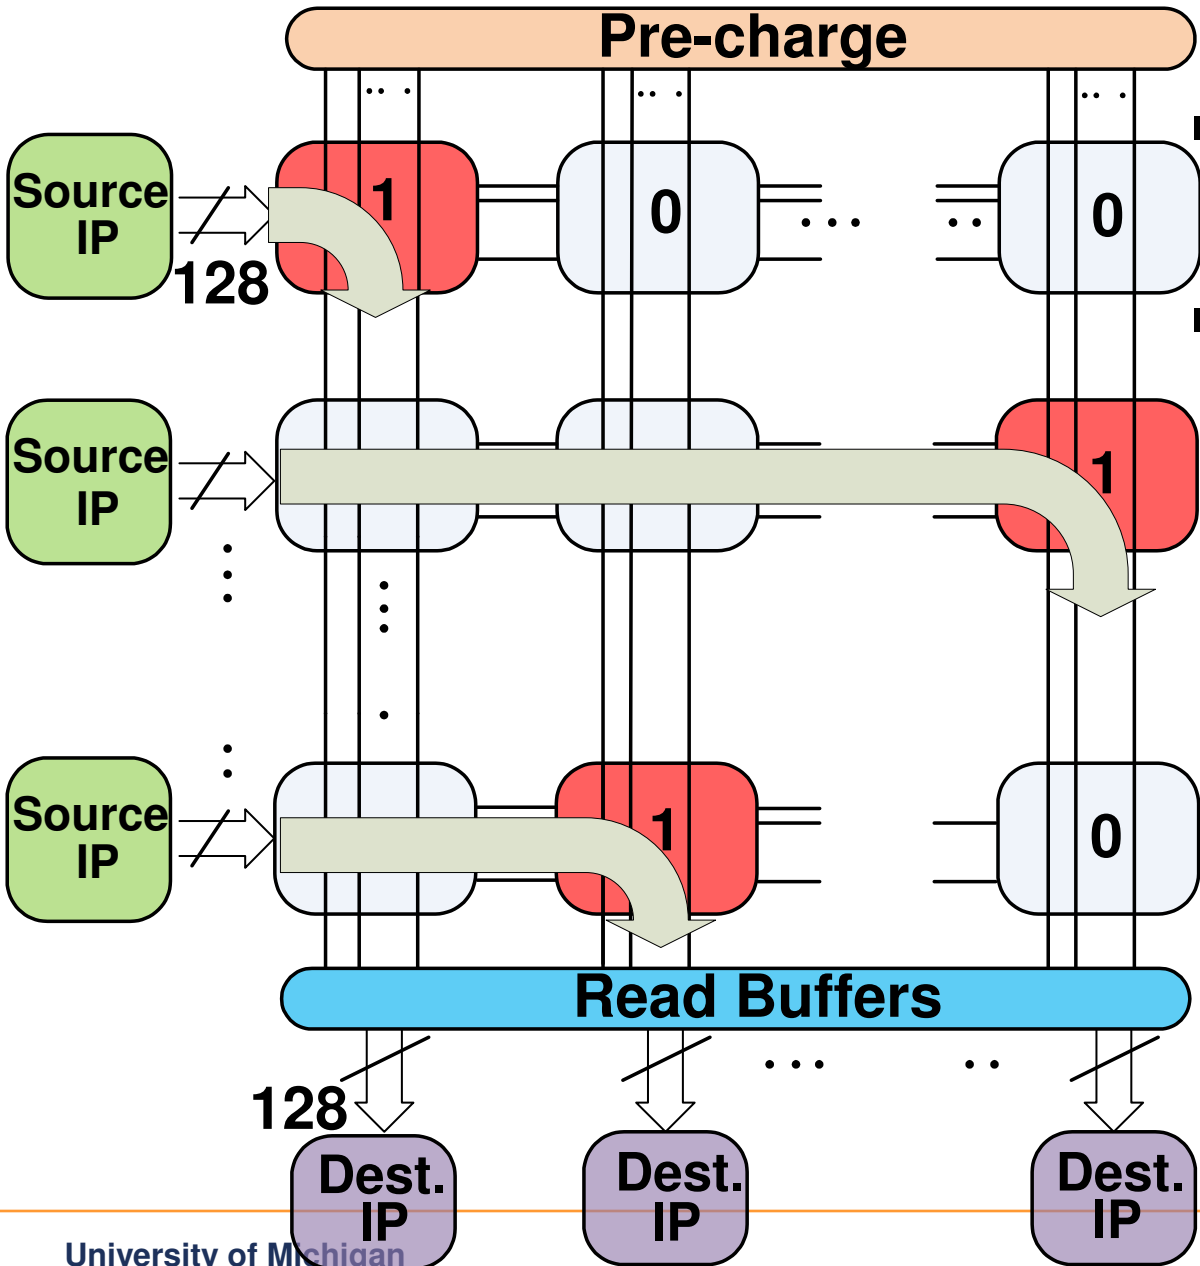 Pre-charge
Source
IP
128
1
0
0
Source
IP
1
Source
IP
1
0
Read Buffers
128
Dest.
IP
Dest.
IP
Dest.
IP
University of Michigan